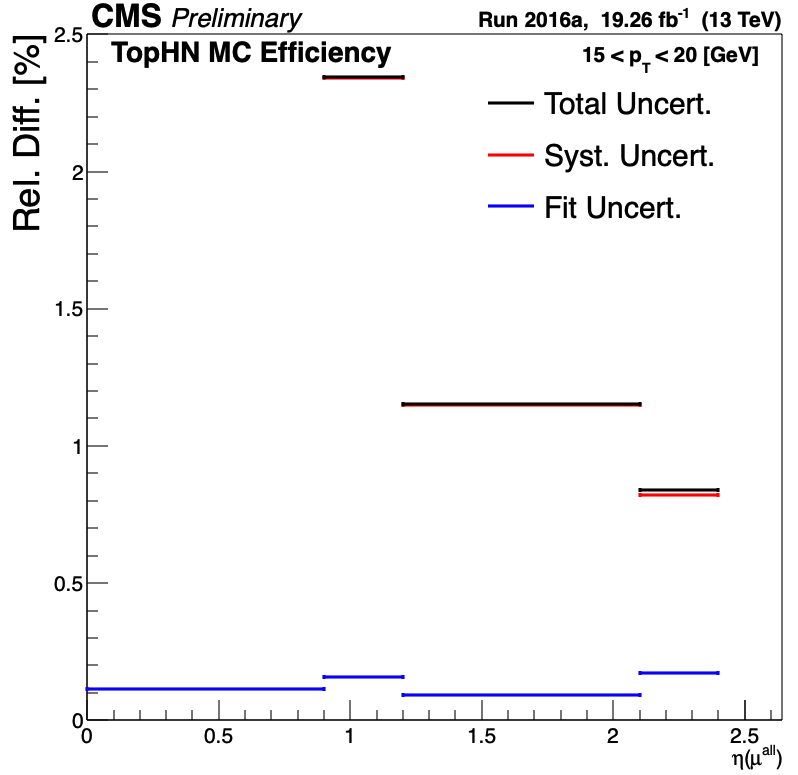 CMS Preliminary
Run 2016a, 19.26 fb⁻¹ (13 TeV)
TopHN MC Efficiency
15 < p_T < 20 [GeV]
Total Uncert.
Syst. Uncert.
Fit Uncert.
Rel. Diff. [%]
2.5
2
1.5
1
0.5
0
0 0.5 1 1.5 2 2.5
η(μ^all)